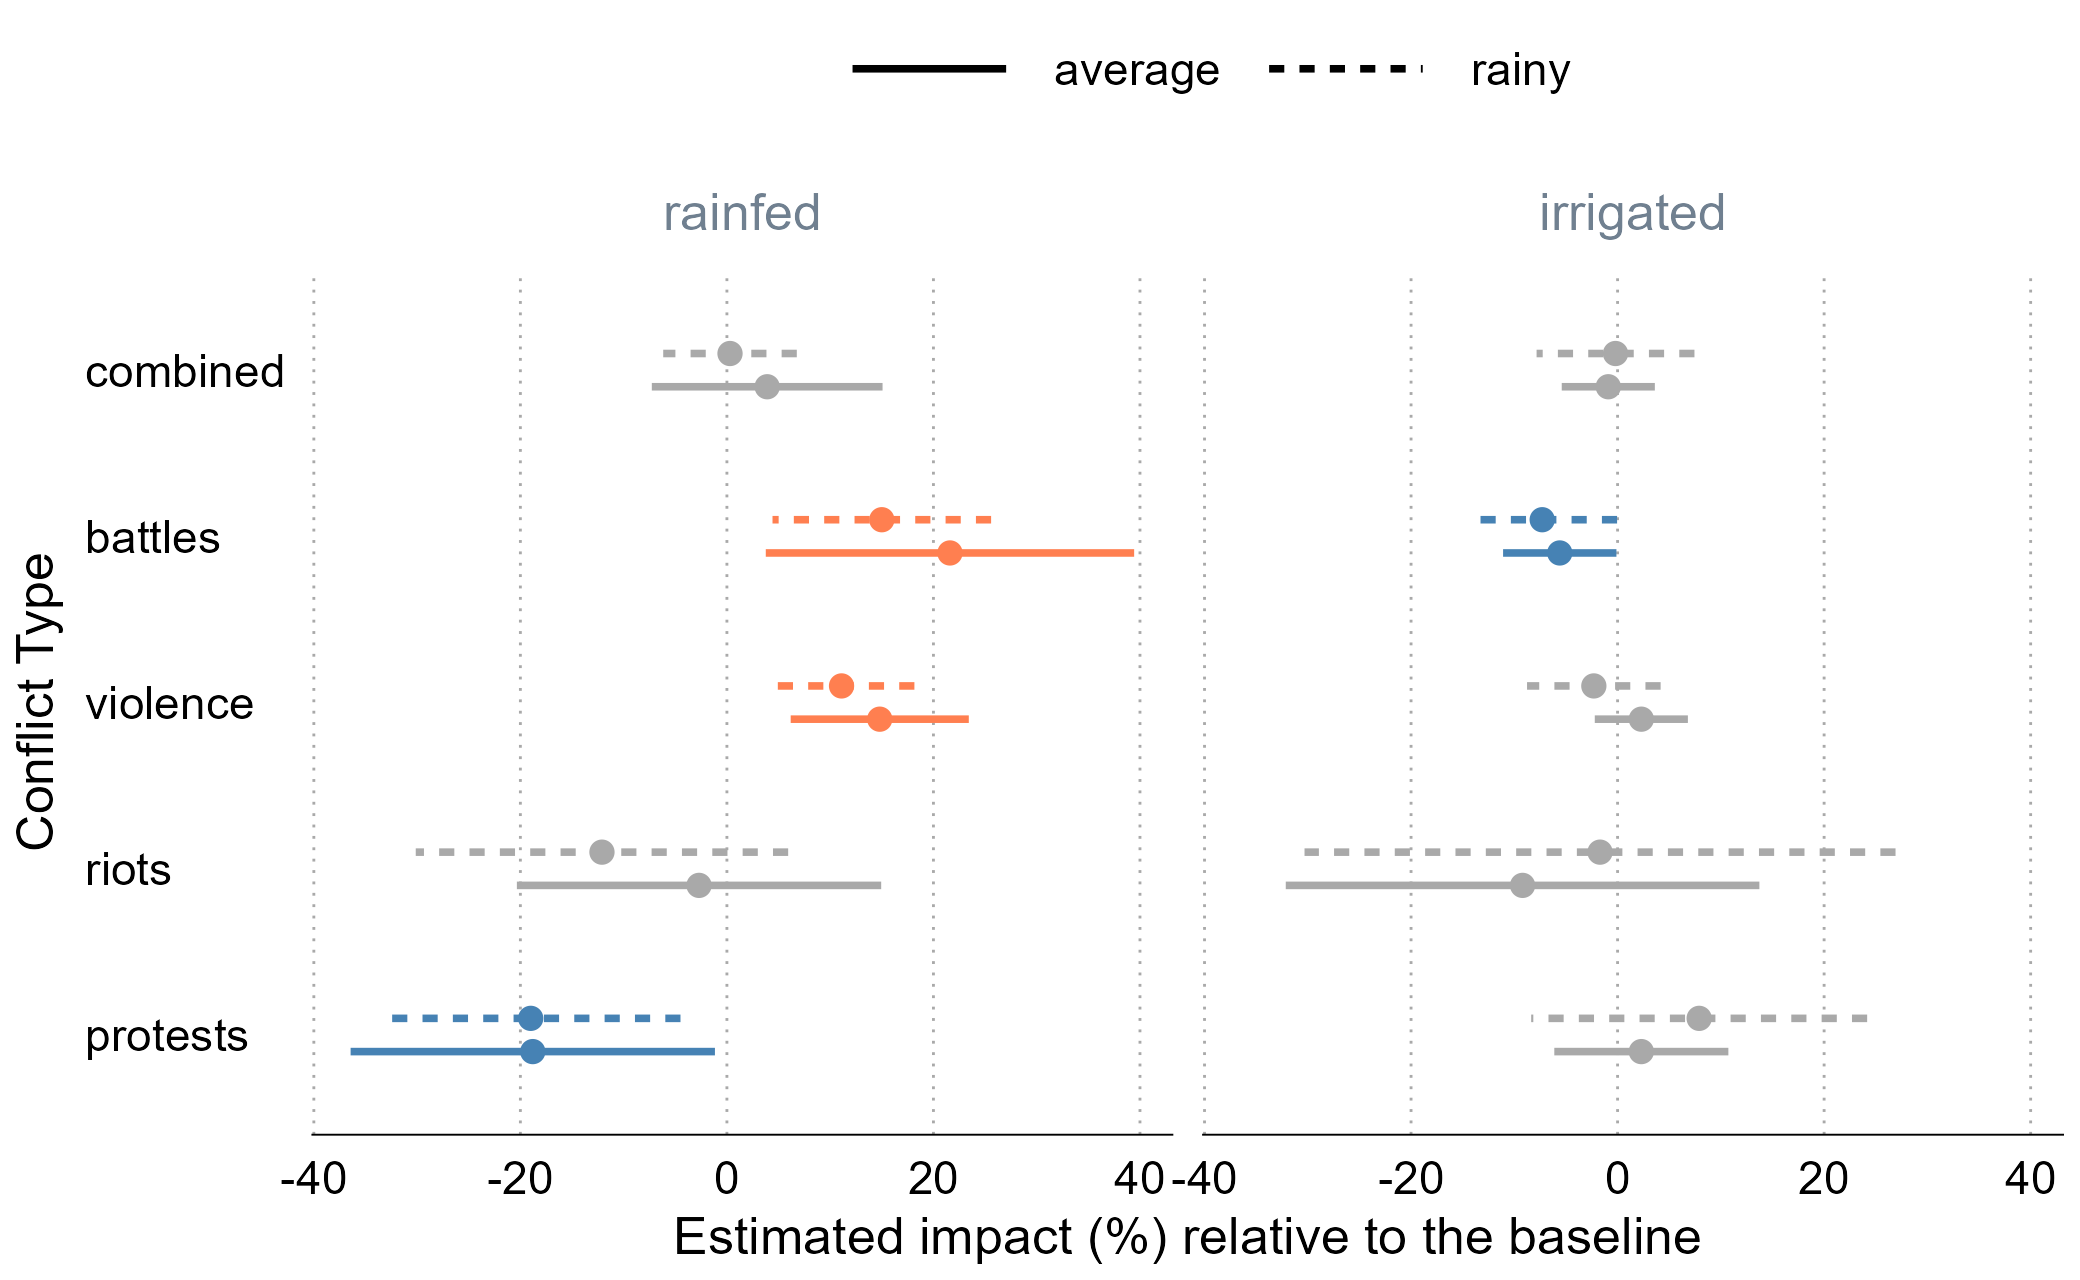 average rainy
rainfed irrigated
combined
battles
violence
riots
protests
Conflict Type
-40 -20 0 20 40 -40 -20 0 20 40
Estimated impact (%) relative to the baseline